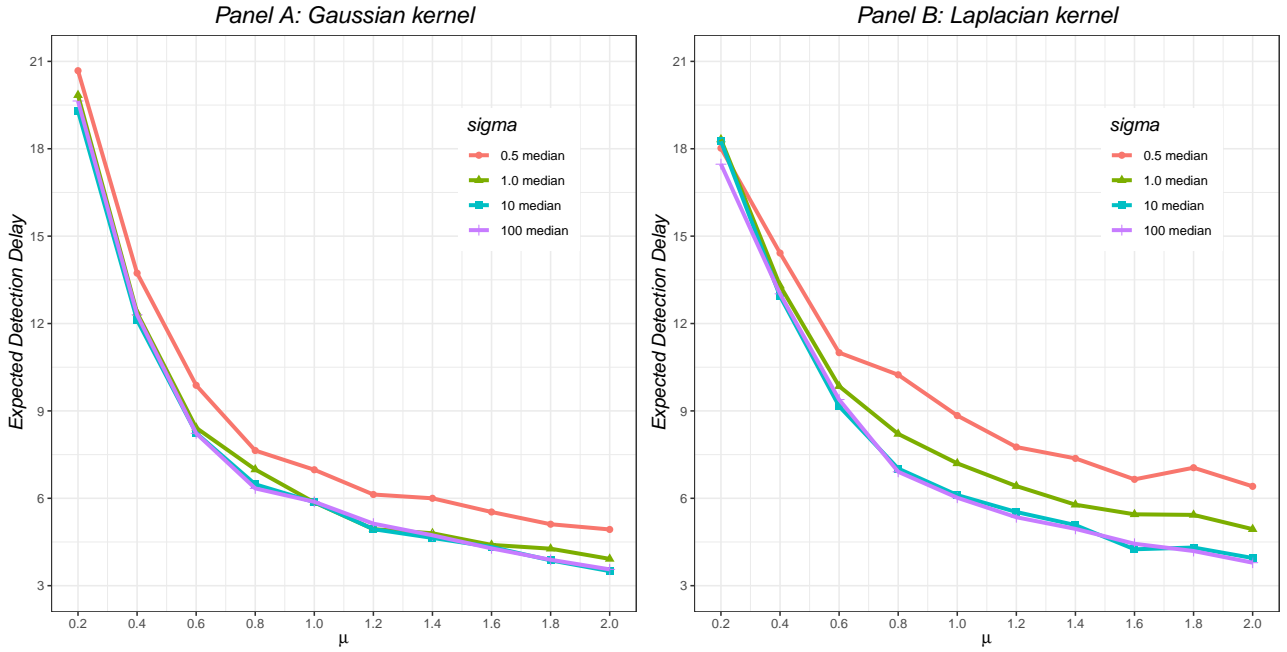 Panel A: Gaussian kernel
Expected Detection Delay
21
18
15
12
9
6
3
sigma
0.5 median
1.0 median
10 median
100 median
0.2 0.4 0.6 0.8 1.0 1.2 1.4 1.6 1.8 2.0
μ
Panel B: Laplacian kernel
Expected Detection Delay
21
18
15
12
9
6
3
sigma
0.5 median
1.0 median
10 median
100 median
0.2 0.4 0.6 0.8 1.0 1.2 1.4 1.6 1.8 2.0
μ